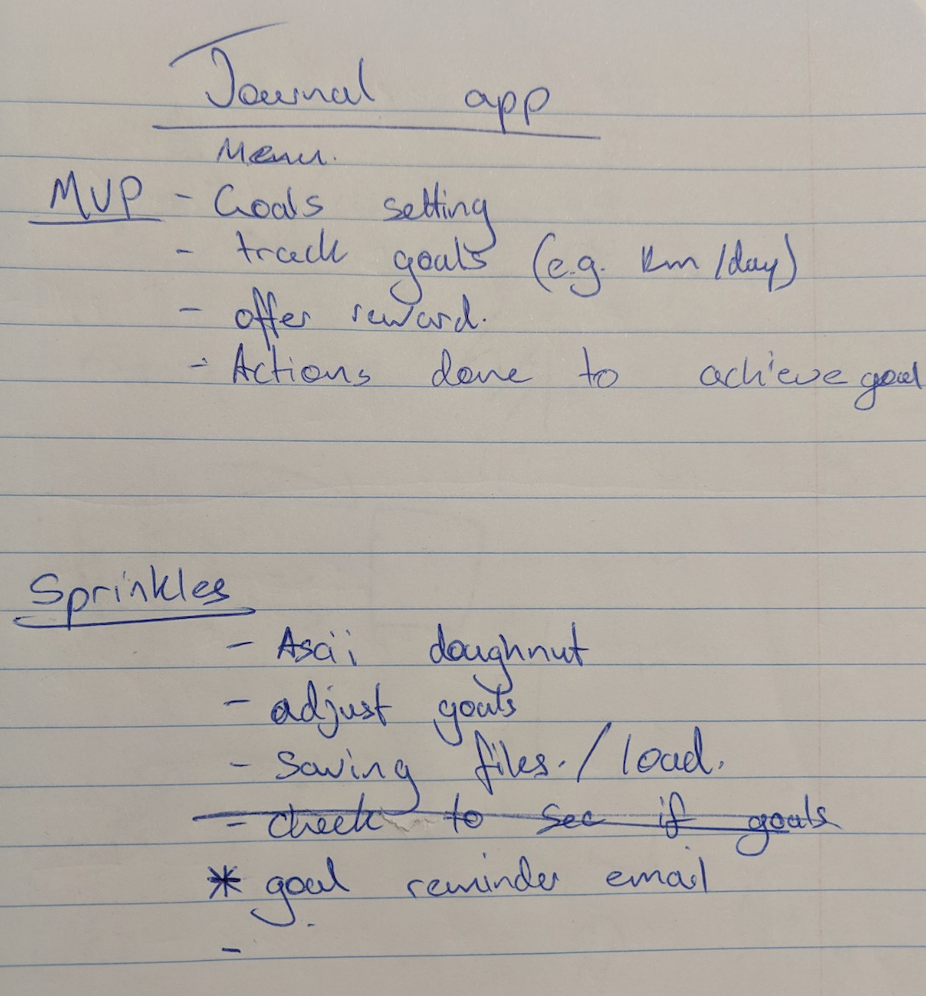 Journal app
Menu.
MVP - Goals setting
- track goals (e.g. km/day)
- offer reward.
- Actions done to achieve goal
Sprinkles
- Ascii doughnut
- adjust goals
- Saving files./load.
- check to see if goals
* goal reminder email
-